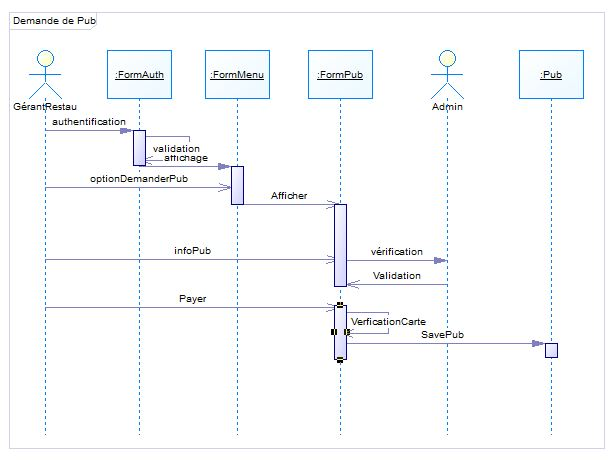 Demande de Pub
:FormAuth
:FormMenu
:FormPub
:Pub
GérantRestau
Admin
authentification
validation
affichage
optionDemanderPub
Afficher
infoPub
vérification
Validation
Payer
VerficationCarte
SavePub